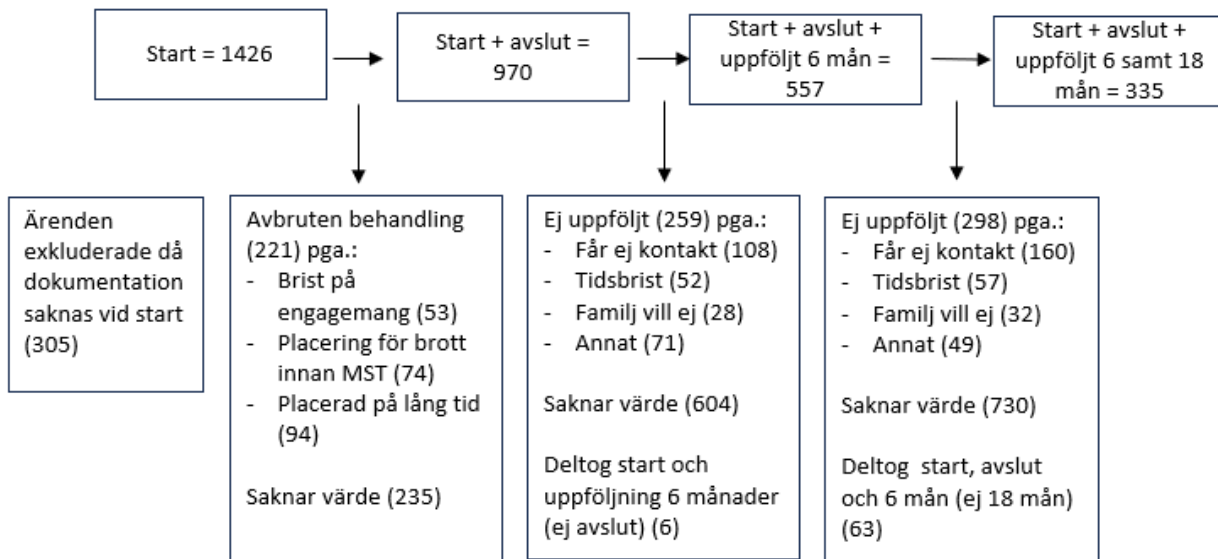 Start = 1426
Start + avslut =
970
Start + avslut +
uppföljt 6 mån =
557
Start + avslut +
uppföljt 6 samt 18
mån = 335
Ärenden
exkluderade då
dokumentation
saknas vid start
(305)
Avbruten behandling
(221) pga.:
- Brist på
engagemang (53)
- Placering för brott
innan MST (74)
- Placerad på lång tid
(94)
Saknar värde (235)
Ej uppföljt (259) pga.:
- Får ej kontakt (108)
- Tidsbrist (52)
- Familj vill ej (28)
- Annat (71)
Saknar värde (604)
Deltog start och
uppföljning 6 månader
(ej avslut) (6)
Ej uppföljt (298) pga.:
- Får ej kontakt (160)
- Tidsbrist (57)
- Familj vill ej (32)
- Annat (49)
Saknar värde (730)
Deltog start, avslut
och 6 mån (ej 18 mån)
(63)